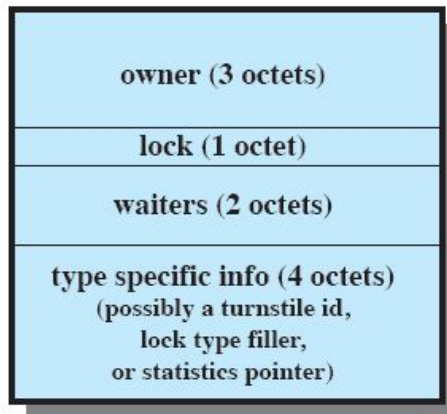 owner (3 octets)
lock (1 octet)
waiters (2 octets)
type specific info (4 octets)
(possibly a turnstile id,
lock type filler,
or statistics pointer)